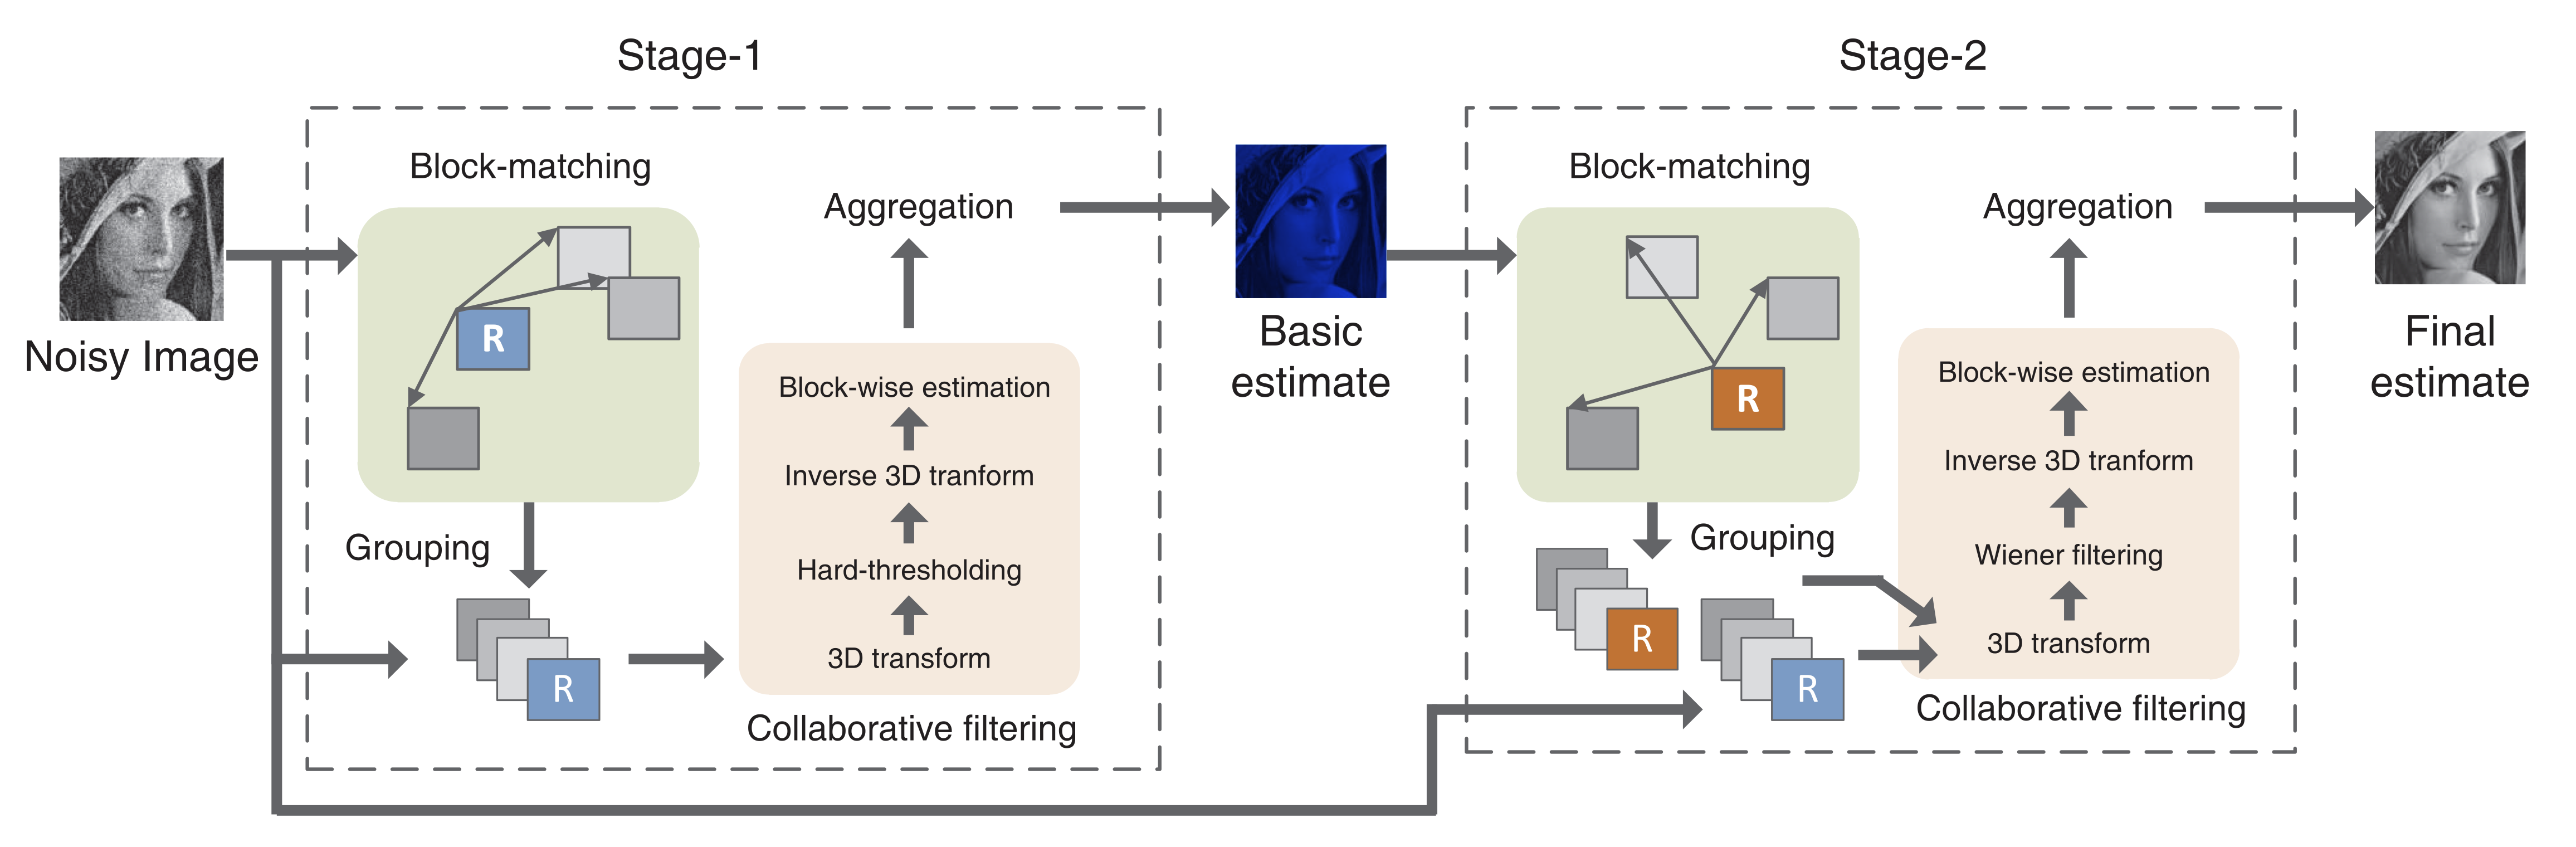 Stage-1
Stage-2
Noisy Image
Block-matching
R
Grouping
R
Aggregation
Block-wise estimation
Inverse 3D tranform
Hard-thresholding
3D transform
Collaborative filtering
Basic
estimate
Block-matching
R
Grouping
R
R
Aggregation
Block-wise estimation
Inverse 3D tranform
Wiener filtering
3D transform
Collaborative filtering
Final
estimate